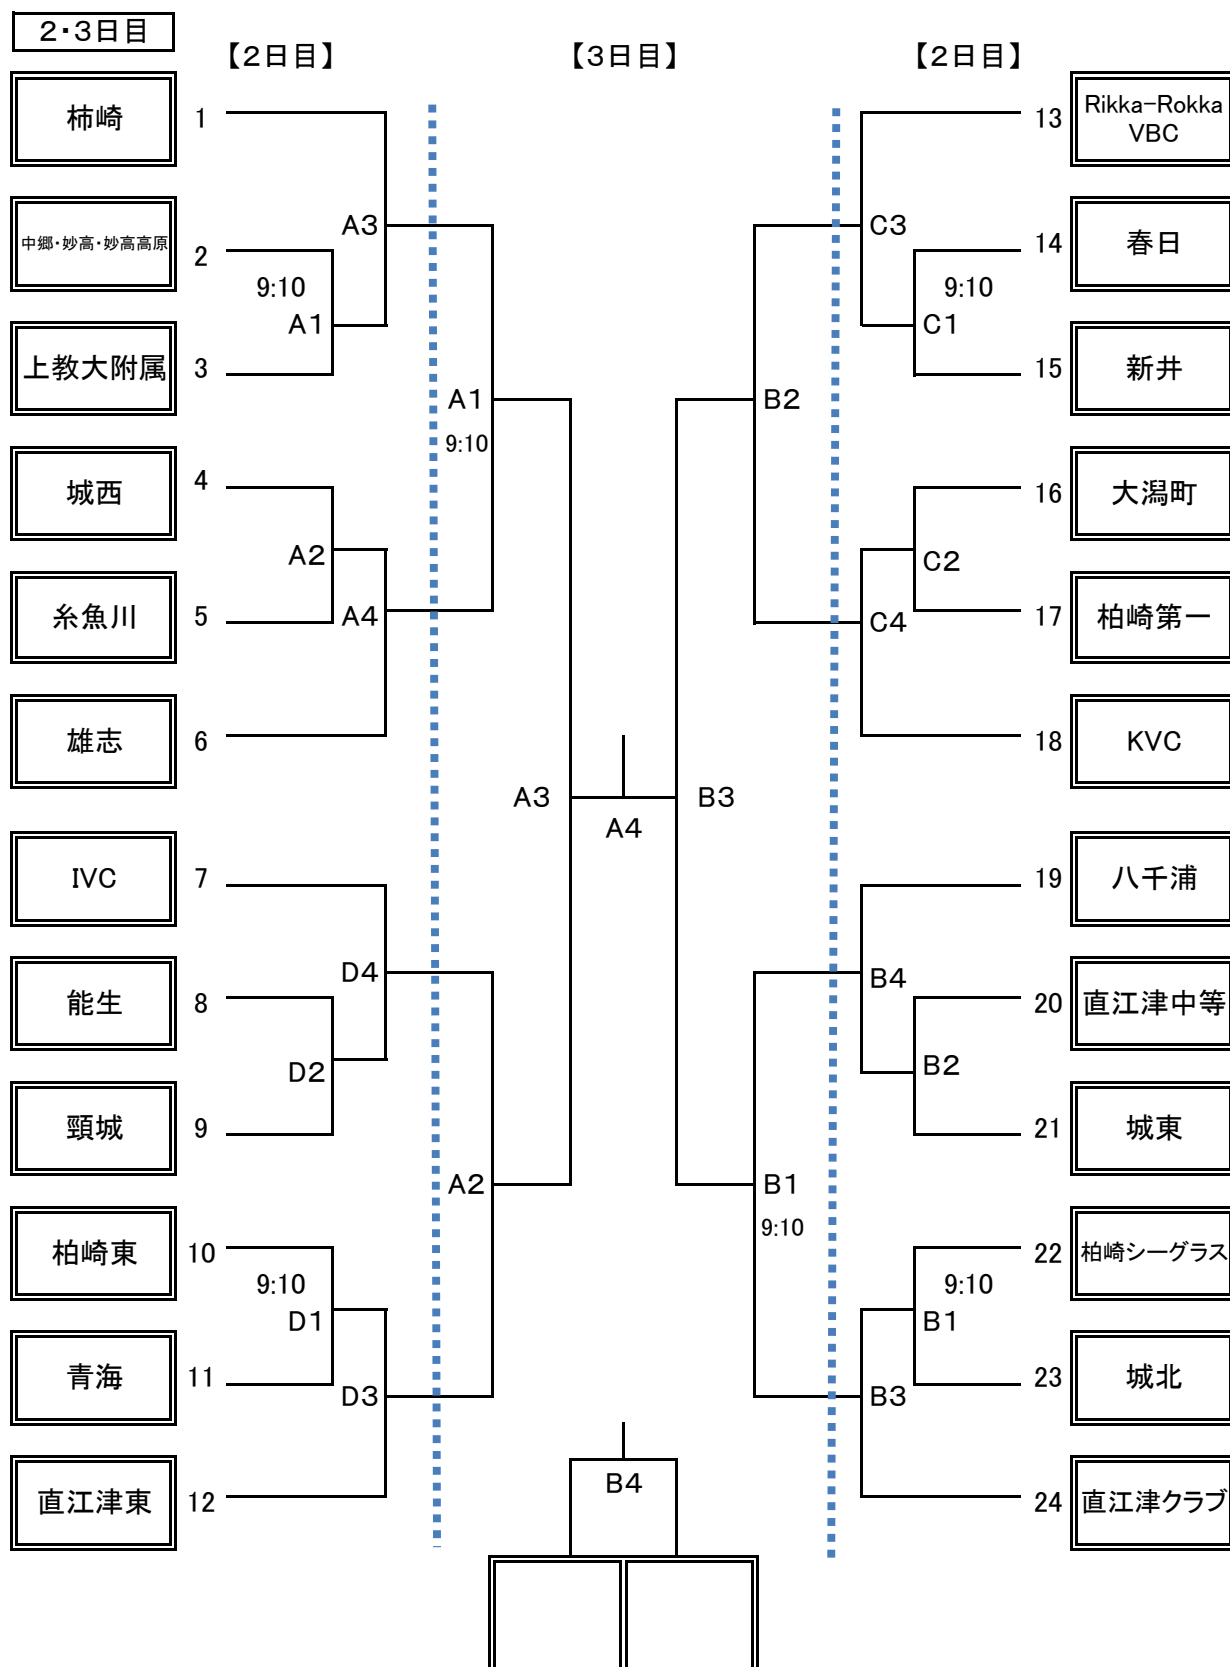 2・3日目
【2日目】
【3日目】
【2日目】
柿崎
1
中郷・妙高・妙高高原
2
上教大附属
3
城西
4
糸魚川
5
雄志
6
IVC
7
能生
8
頸城
9
柏崎東
10
青海
11
直江津東
12
A3
9:10
A1
A2
A4
D4
D2
9:10
D1
D3
A1
9:10
A2
A3
A4
B3
B2
B1
9:10
B4
C3
9:10
C1
C2
C4
B4
B2
9:10
B1
B3
13
Rikka-Rokka
VBC
14
春日
15
新井
16
大潟町
17
柏崎第一
18
KVC
19
八千浦
20
直江津中等
21
城東
22
柏崎シーグラス
23
城北
24
直江津クラブ